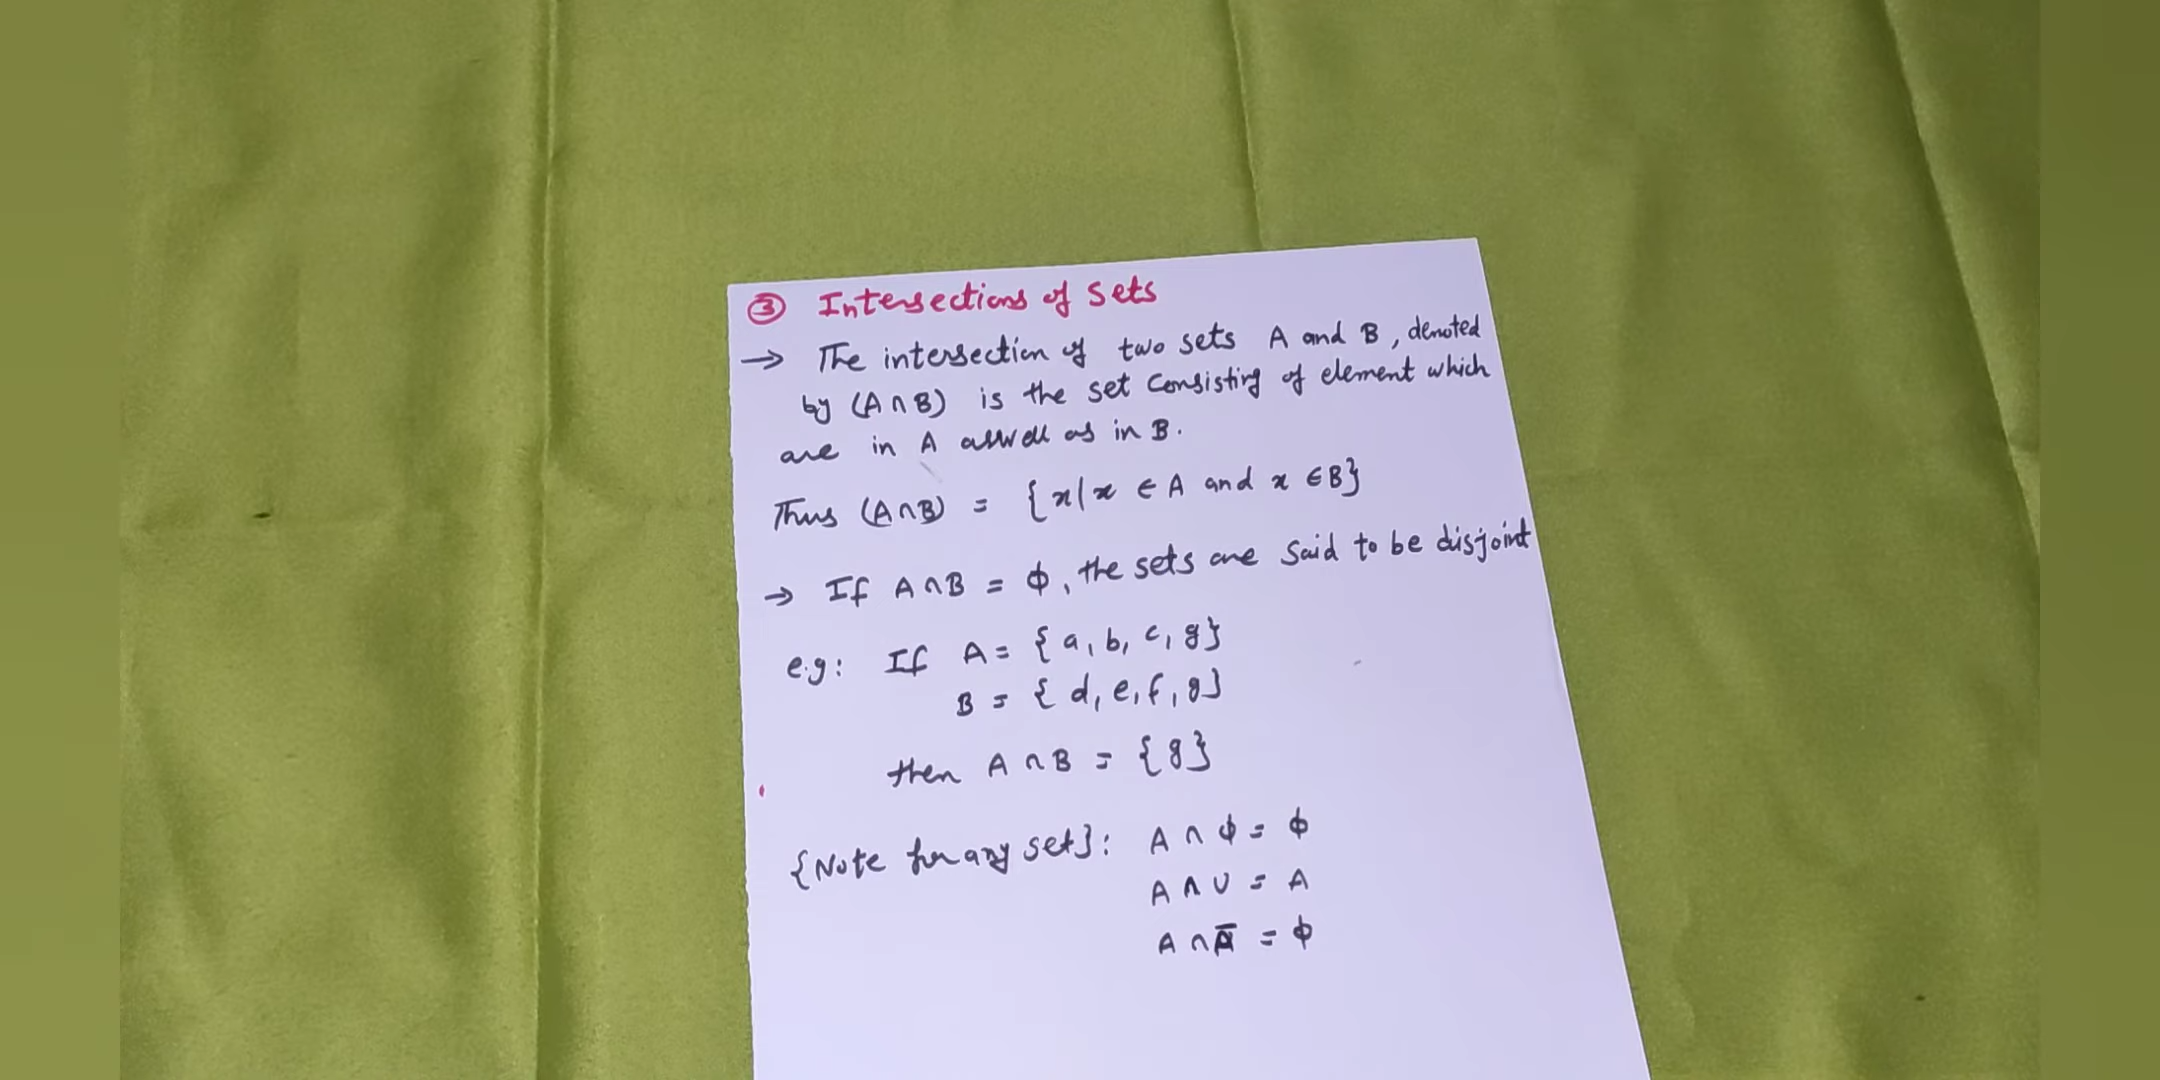 ③ Intersections of Sets
→ The intersection of two sets A and B, denoted
by (A ∩ B) is the set consisting of element which
are in A aswell as in B.
Thus (A∩B) = {x|x ∈ A and x ∈ B}
→ If A ∩ B = ϕ, the sets are said to be disjoint
e.g: If A = {a, b, c, g}
B = {d, e, f, g}
then A ∩ B = {g}
{Note for any set}: A ∩ ϕ = ϕ
A ∩ U = A
A ∩ Ā = ϕ